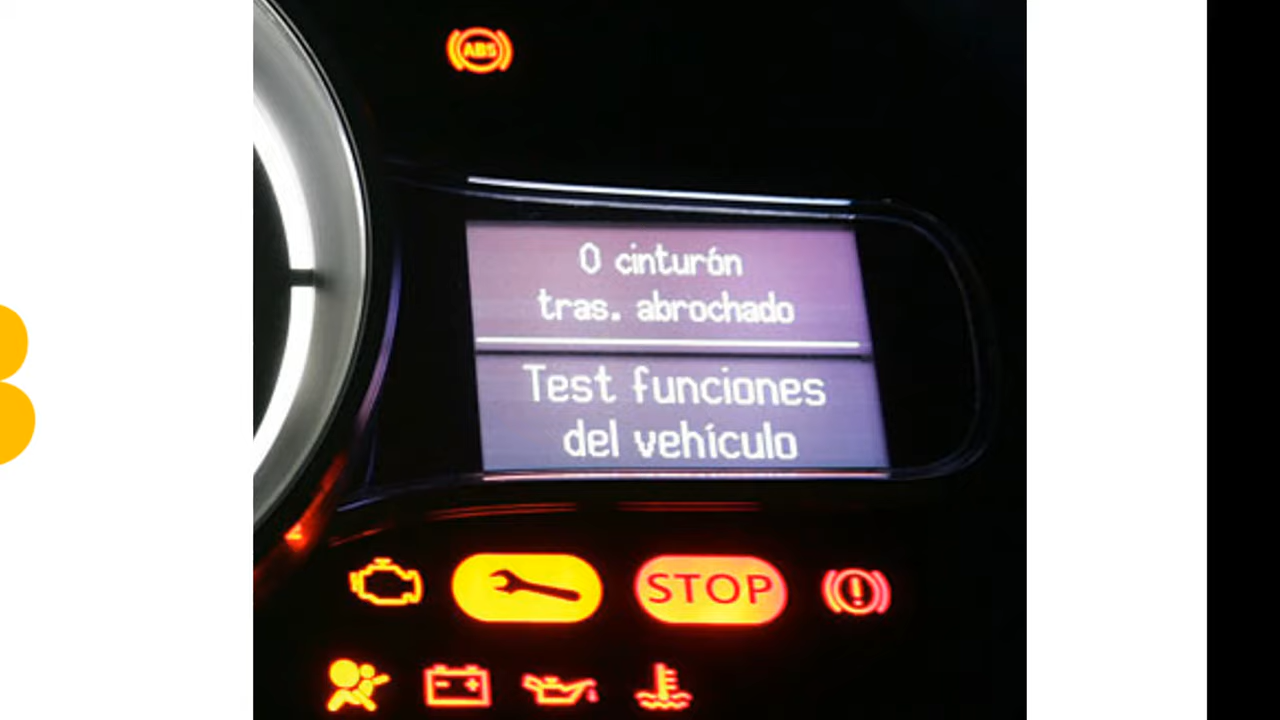 ABS
0 cinturón
tras. abrochado
Test funciones
del vehículo
STOP